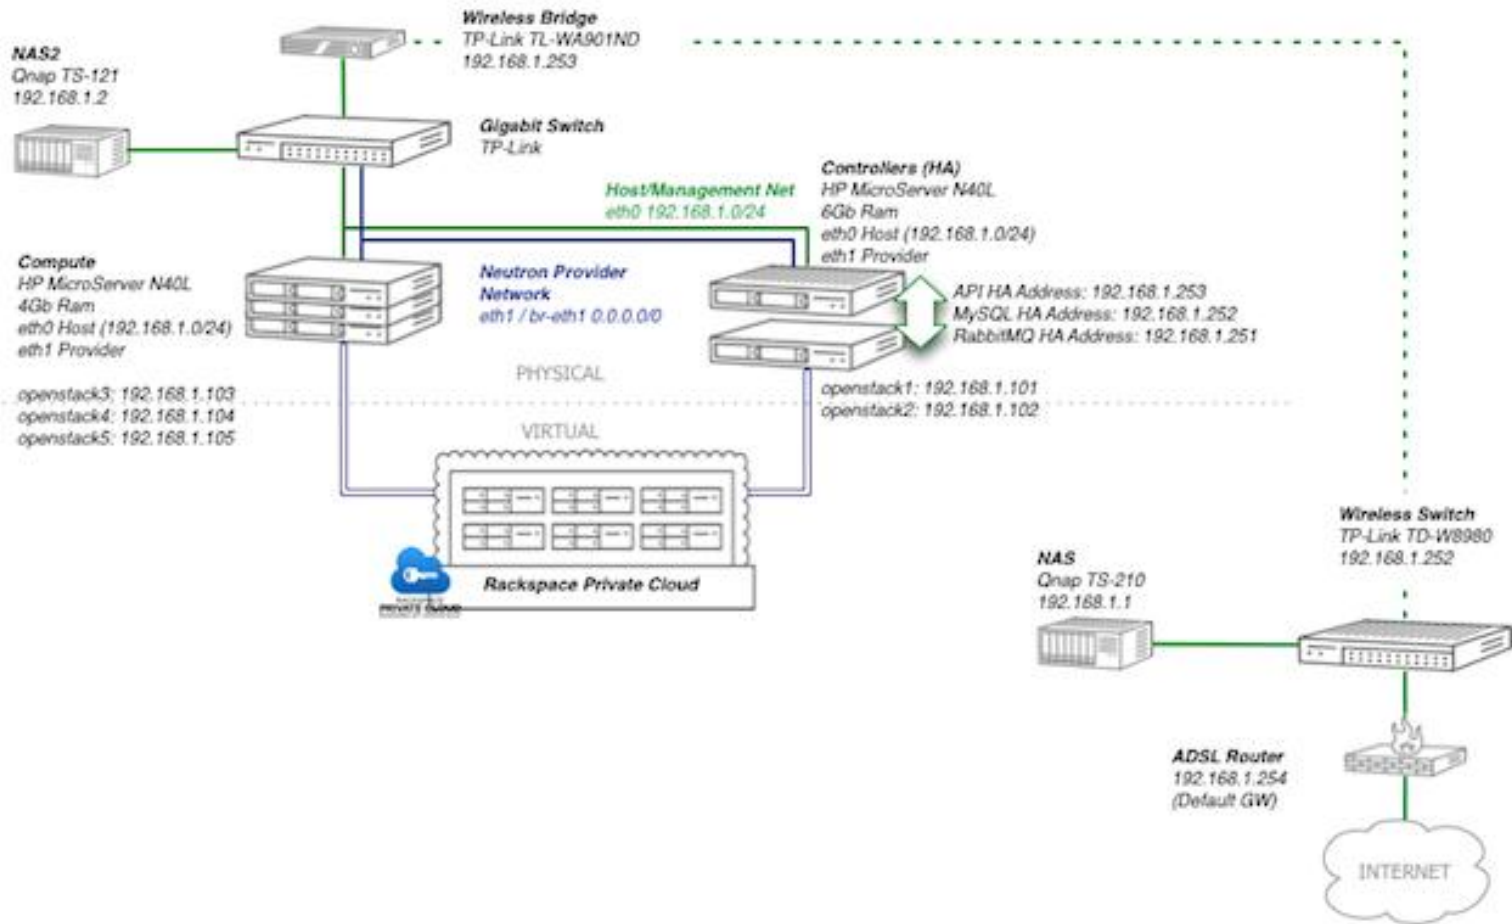 Wireless Bridge
TP-Link TL-WA901ND
192.168.1.253
NAS2
Qnap TS-121
192.168.1.2
Gigabit Switch
TP-Link
Host/Management Net
eth0 192.168.1.0/24
Controllers (HA)
HP MicroServer N40L
6Gb Ram
eth0 Host (192.168.1.0/24)
eth1 Provider
Compute
HP MicroServer N40L
4Gb Ram
eth0 Host (192.168.1.0/24)
eth1 Provider
Neutron Provider
Network
eth1 / br-eth1 0.0.0.0/0
API HA Address: 192.168.1.253
MySQL HA Address: 192.168.1.252
RabbitMQ HA Address: 192.168.1.251
PHYSICAL
openstack3: 192.168.1.103
openstack4: 192.168.1.104
openstack5: 192.168.1.105
openstack1: 192.168.1.101
openstack2: 192.168.1.102
VIRTUAL
Rackspace Private Cloud
Wireless Switch
TP-Link TD-W8980
192.168.1.252
NAS
Qnap TS-210
192.168.1.1
ADSL Router
192.168.1.254
(Default GW)
INTERNET